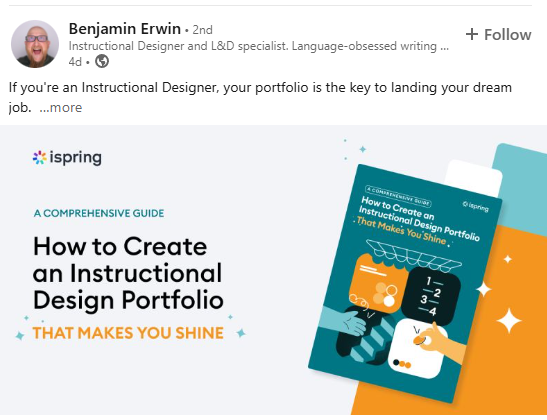 Benjamin Erwin • 2nd
+ Follow
Instructional Designer and L&D specialist. Language-obsessed writing ...
4d •
If you're an Instructional Designer, your portfolio is the key to landing your dream
job. ...more
ispring
A COMPREHENSIVE GUIDE
How to Create
an Instructional
Design Portfolio
THAT MAKES YOU SHINE
A COMPREHENSIVE GUIDE
ispring
How to Create an
Instructional Design Portfolio
That Makes You Shine
1—
—2
3—
—4